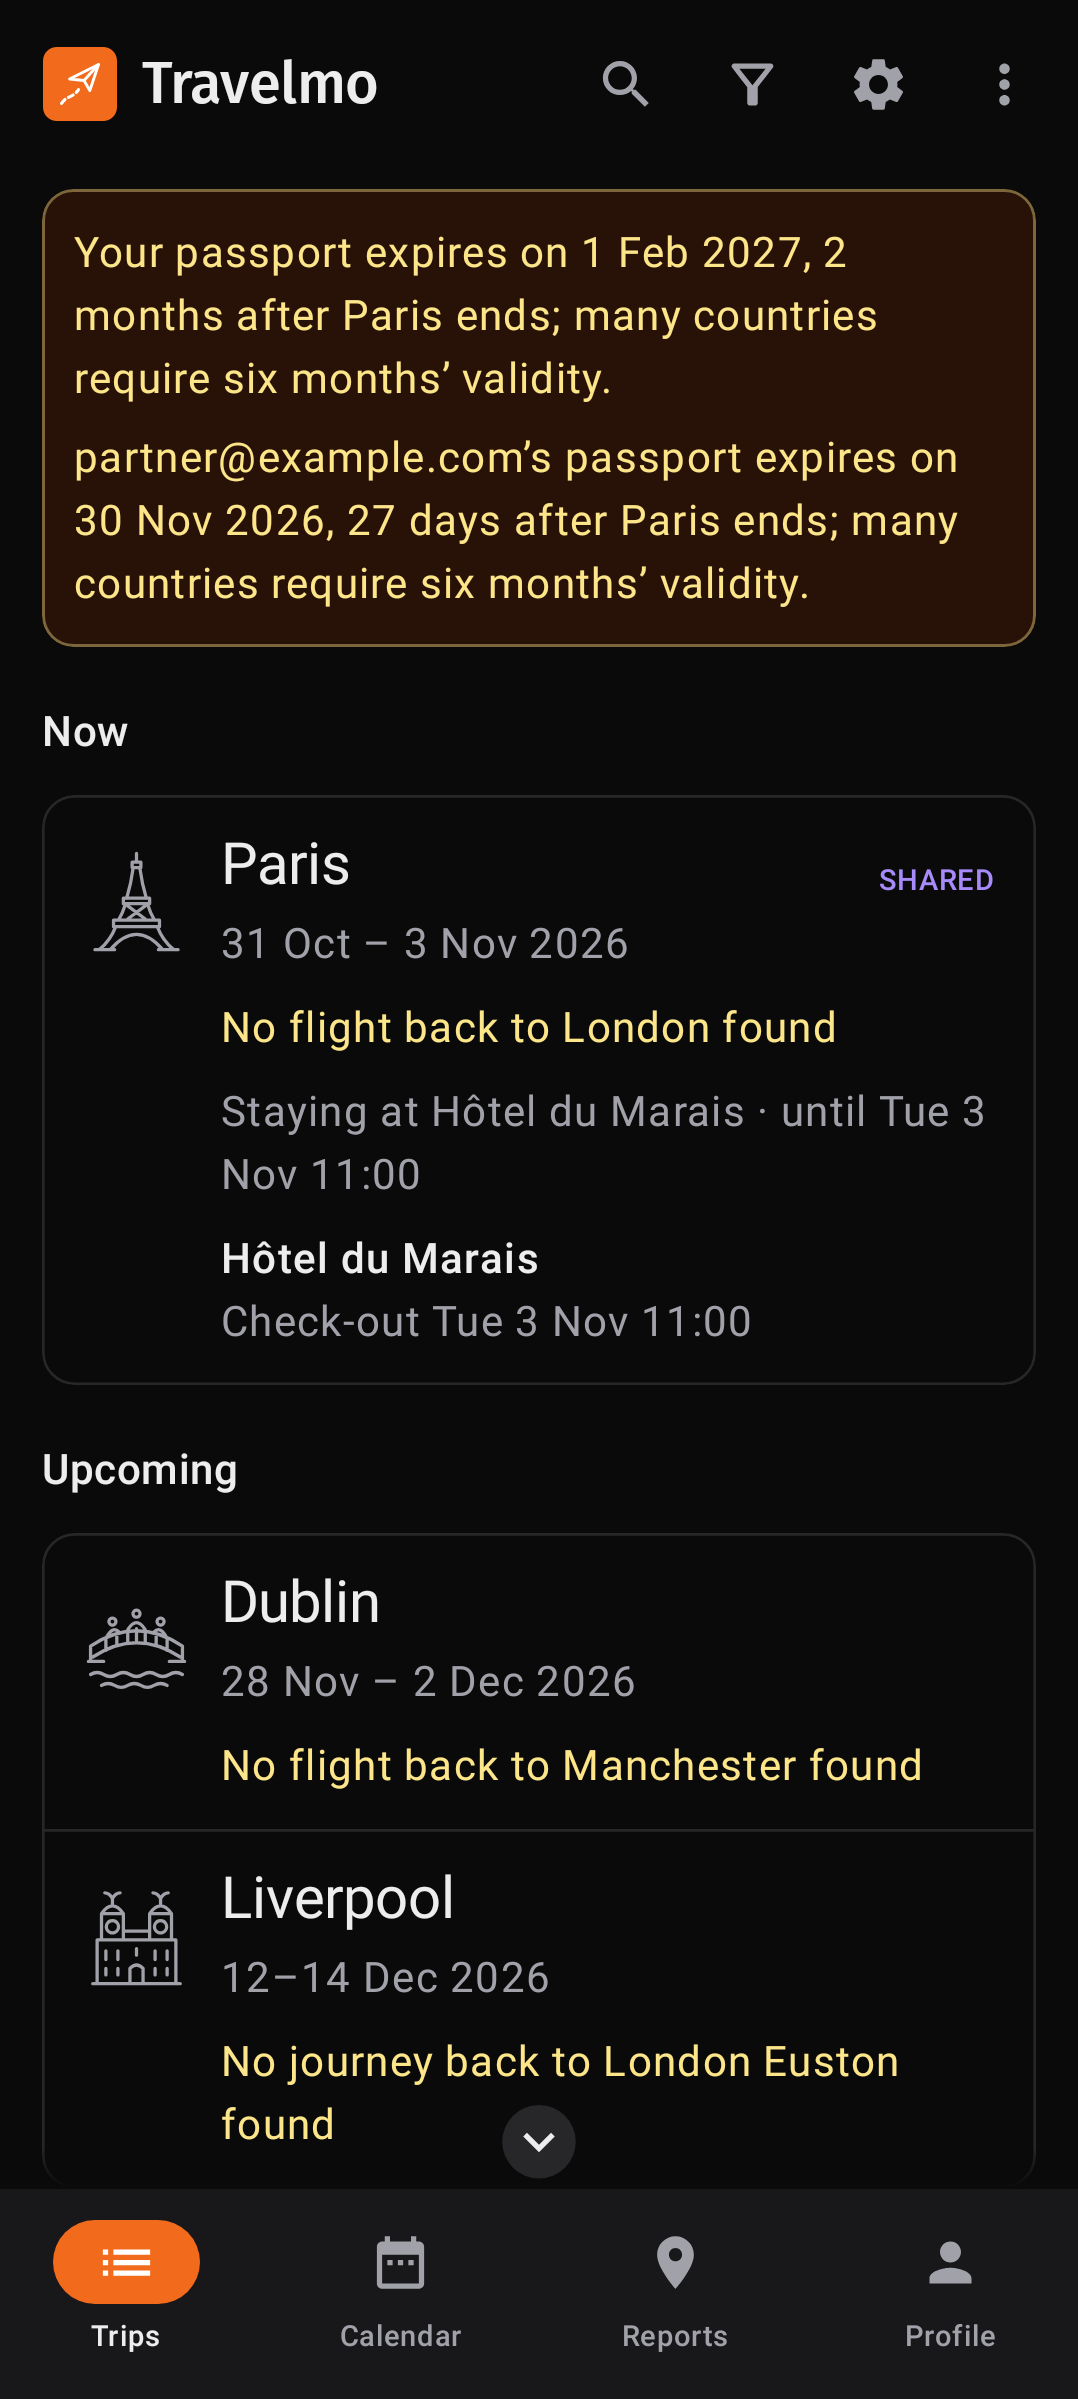 Travelmo
Your passport expires on 1 Feb 2027, 2
months after Paris ends; many countries
require six months’ validity.
partner@example.com’s passport expires on
30 Nov 2026, 27 days after Paris ends; many
countries require six months’ validity.
Now
Paris
SHARED
31 Oct – 3 Nov 2026
No flight back to London found
Staying at Hôtel du Marais · until Tue 3
Nov 11:00
Hôtel du Marais
Check-out Tue 3 Nov 11:00
Upcoming
Dublin
28 Nov – 2 Dec 2026
No flight back to Manchester found
Liverpool
12–14 Dec 2026
No journey back to London Euston
found
Trips
Calendar
Reports
Profile